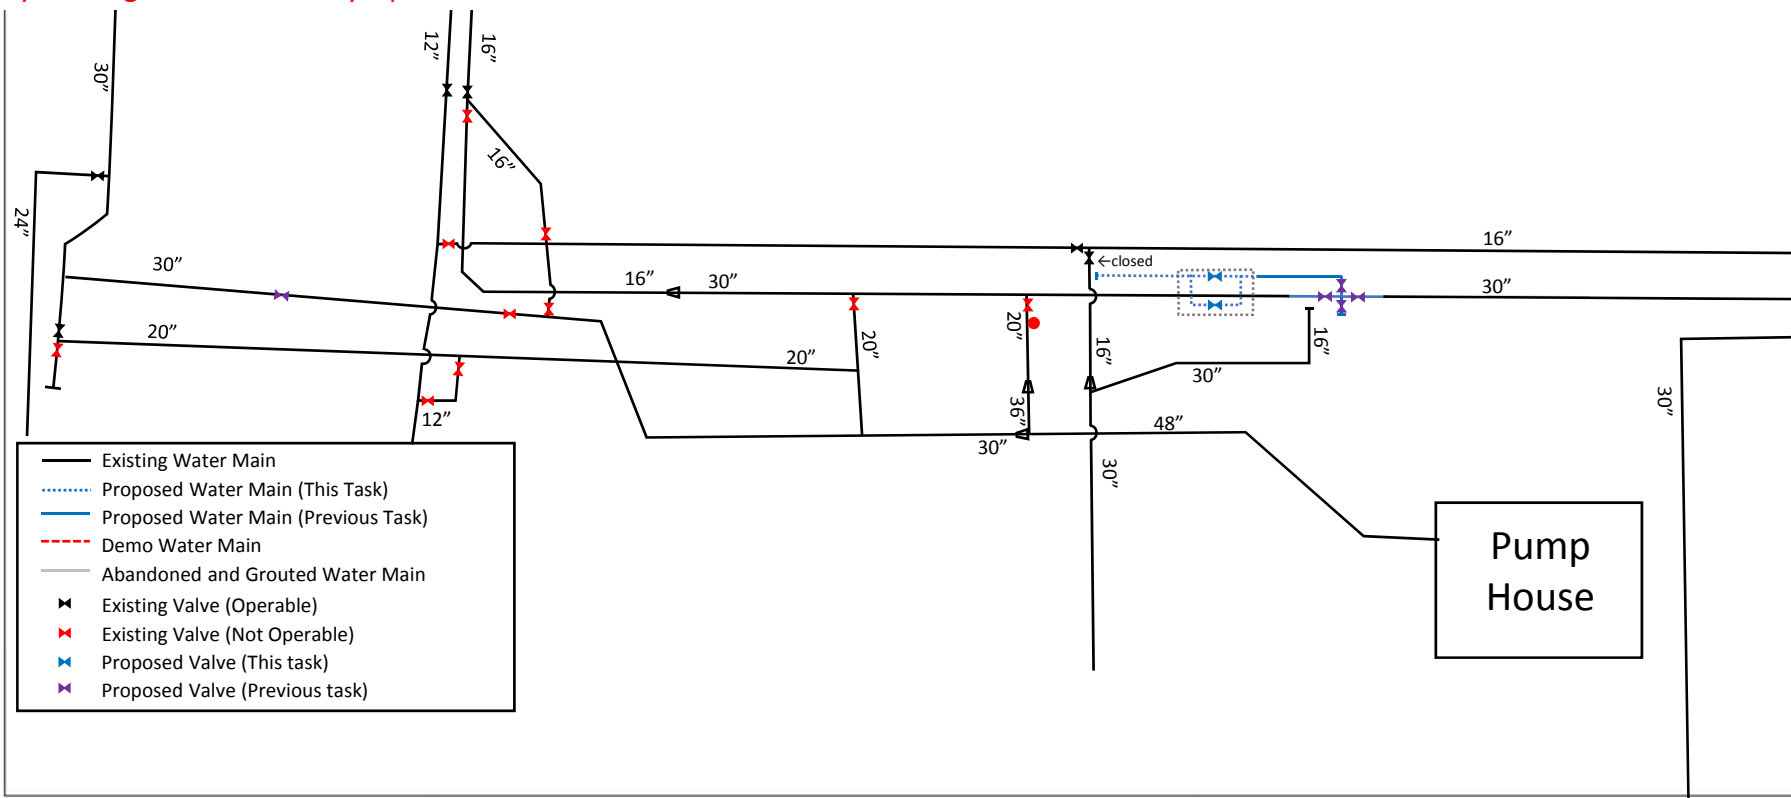 12”
16”
30”
16”
24”
16”
←closed
30”
16”
30”
30”
20”
20”
20”
20”
16”
16”
30”
36”
12”
48”
30”
30”
30”
Existing Water Main
Proposed Water Main (This Task)
Proposed Water Main (Previous Task)
Demo Water Main
Abandoned and Grouted Water Main
Existing Valve (Operable)
Existing Valve (Not Operable)
Proposed Valve (This task)
Proposed Valve (Previous task)
Pump
House